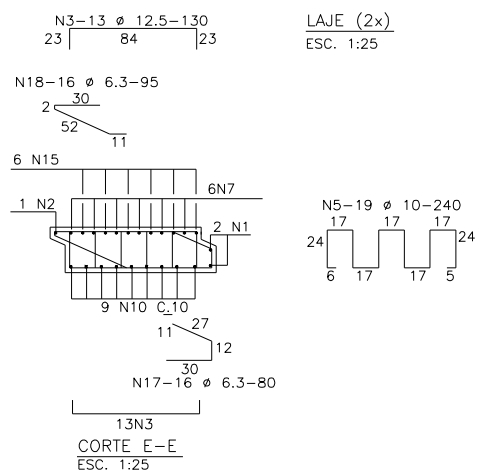 N3-13 ø 12.5-130
23 84 23
LAJE (2x)
ESC. 1:25
N18-16 ø 6.3-95
30
2
52
11
6 N15
6N7
1 N2
2 N1
N5-19 ø 10-240
17 17 17
24 24
6 17 17 5
9 N10 C.10
27
11
12
30
N17-16 ø 6.3-80
13N3
CORTE E-E
ESC. 1:25